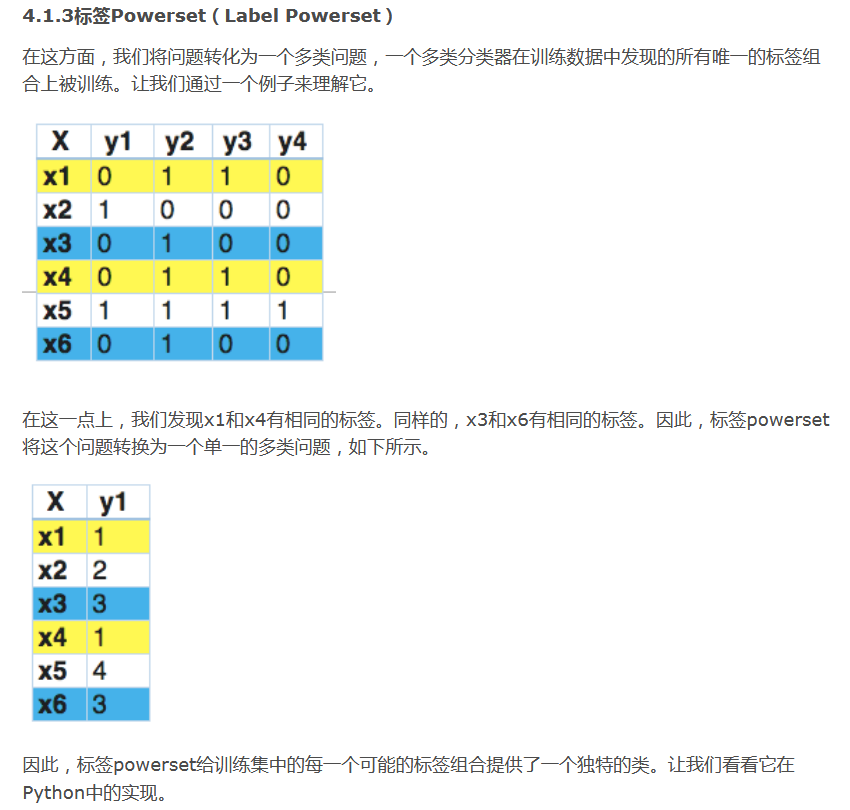 4.1.3标签Powerset（Label Powerset）
在这方面，我们将问题转化为一个多类问题，一个多类分类器在训练数据中发现的所有唯一的标签组
合上被训练。让我们通过一个例子来理解它。
X y1 y2 y3 y4
x1 0 1 1 0
x2 1 0 0 0
x3 0 1 0 0
x4 0 1 1 0
x5 1 1 1 1
x6 0 1 0 0
在这一点上，我们发现x1和x4有相同的标签。同样的，x3和x6有相同的标签。因此，标签powerset
将这个问题转换为一个单一的多类问题，如下所示。
X y1
x1 1
x2 2
x3 3
x4 1
x5 4
x6 3
因此，标签powerset给训练集中的每一个可能的标签组合提供了一个独特的类。让我们看看它在
Python中的实现。